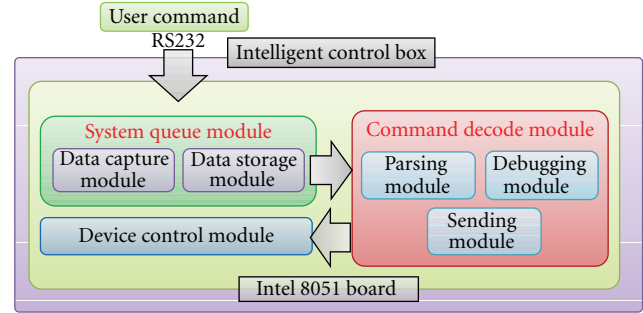 User command
RS232
Intelligent control box
System queue module
Data capture
module
Data storage
module
Command decode module
Parsing
module
Debugging
module
Sending
module
Device control module
Intel 8051 board